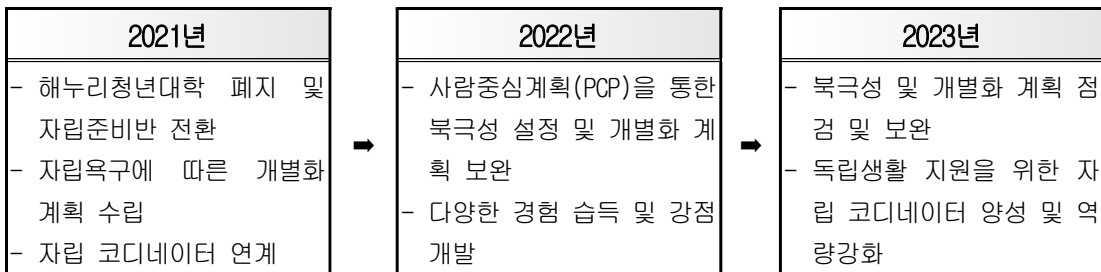 2021년
- 해누리청년대학 폐지 및
자립준비반 전환
- 자립욕구에 따른 개별화
계획 수립
- 자립 코디네이터 연계
➡
2022년
- 사람중심계획(PCP)을 통한
북극성 설정 및 개별화 계
획 보완
- 다양한 경험 습득 및 강점
개발
➡
2023년
- 북극성 및 개별화 계획 점
검 및 보완
- 독립생활 지원을 위한 자
립 코디네이터 양성 및 역
량강화